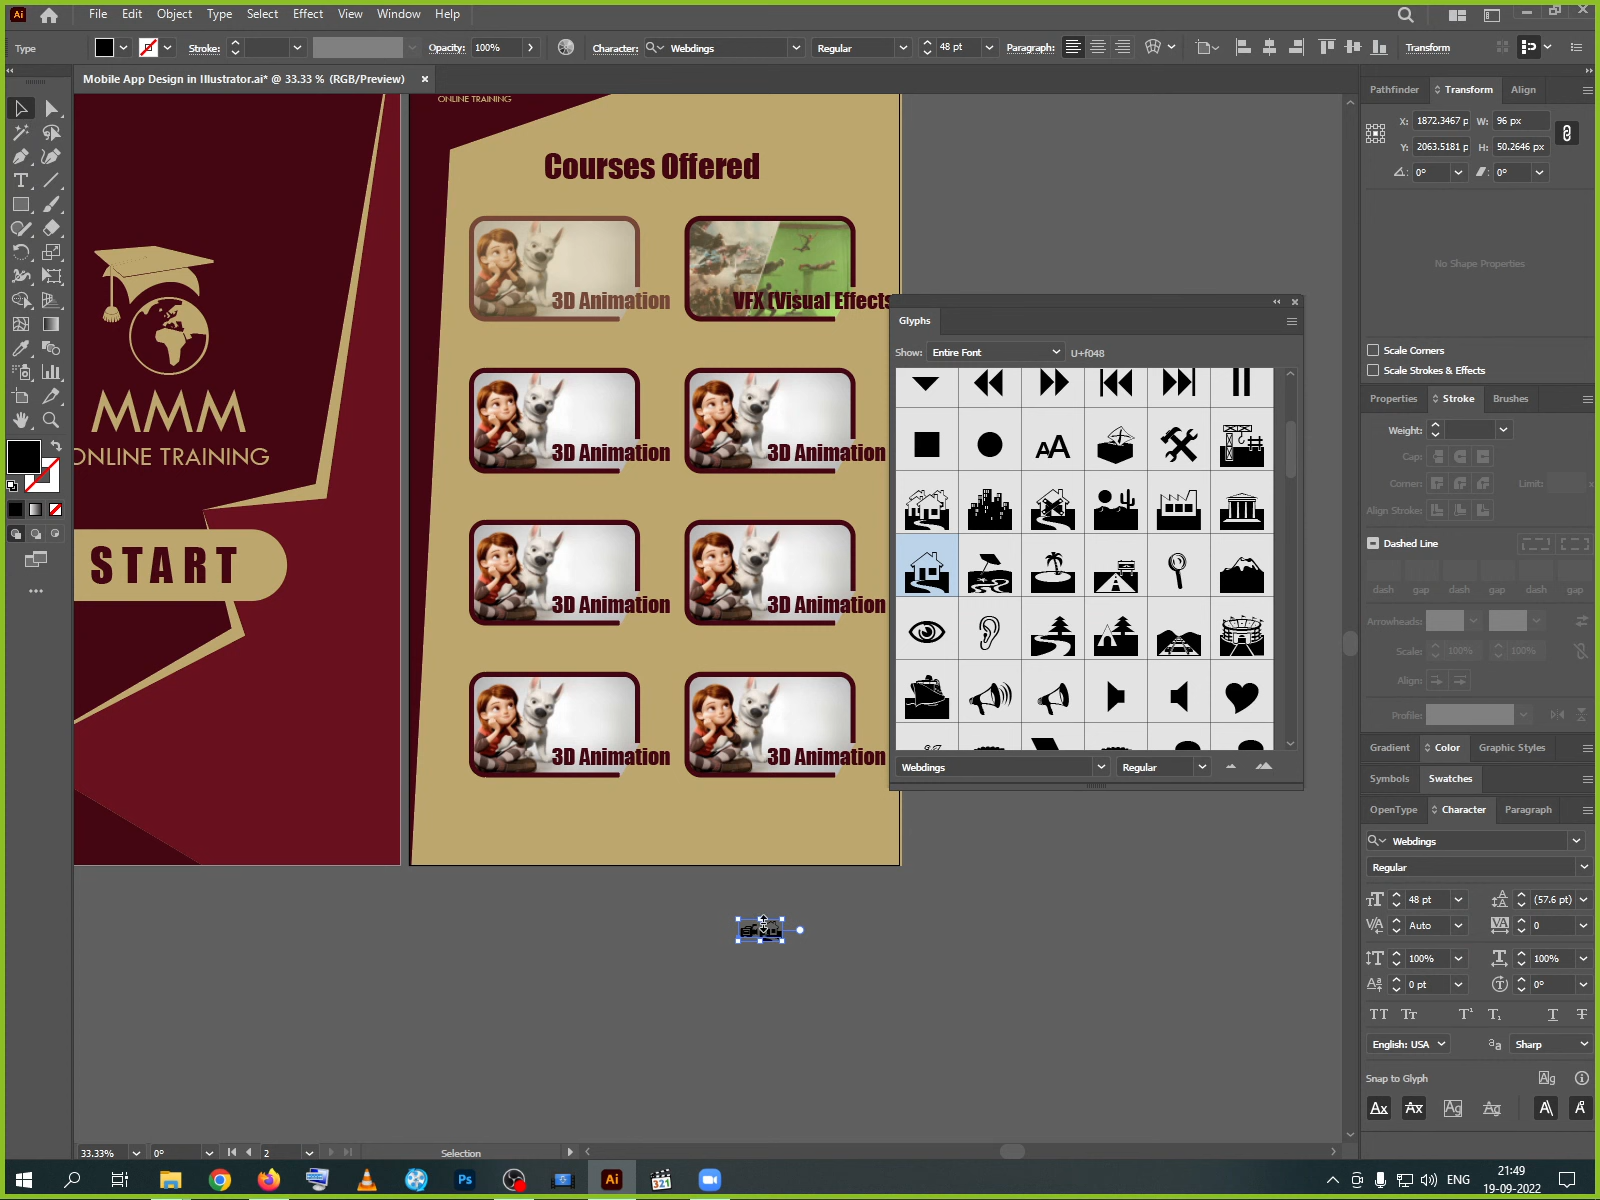 Ai File Edit Object Type Select Effect View Window Help
Type Stroke: Opacity: 100% Character: Webdings Regular 48 pt Paragraph: Transform
Mobile App Design in Illustrator.ai* @ 33.33 % (RGB/Preview) ×
ONLINE TRAINING
Courses Offered
3D Animation VFX (Visual Effects
3D Animation 3D Animation
3D Animation 3D Animation
3D Animation 3D Animation
MMM
ONLINE TRAINING
START
Glyphs
Show: Entire Font U+f048
AA
Webdings Regular
Pathfinder Transform Align
X: 1872.3467 p W: 96 px
Y: 2063.5181 p H: 50.2646 px
0° 0°
No Shape Properties
Scale Corners
Scale Strokes & Effects
Properties Stroke Brushes
Weight:
Cap:
Corner: Limit: x
Align Stroke:
Dashed Line
dash gap dash gap dash gap
Arrowheads:
Scale: 100% 100%
Align:
Profile:
Gradient Color Graphic Styles
Symbols Swatches
OpenType Character Paragraph
Webdings
Regular
48 pt (57.6 pt)
Auto 0
100% 100%
0 pt 0°
English: USA Sharp
Snap to Glyph
33.33% 0° 2 Selection
Ps Ai 321 ENG
21:49
19-09-2022